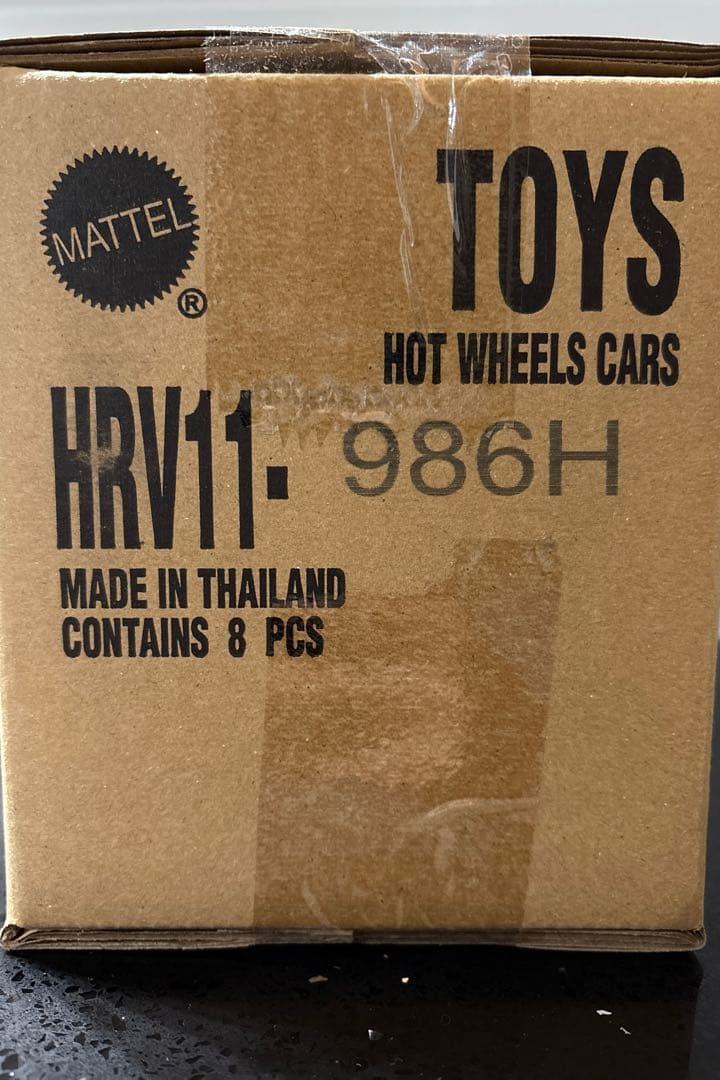 MATTEL
®
TOYS
HOT WHEELS CARS
HRV11- 986H
MADE IN THAILAND
CONTAINS 8 PCS